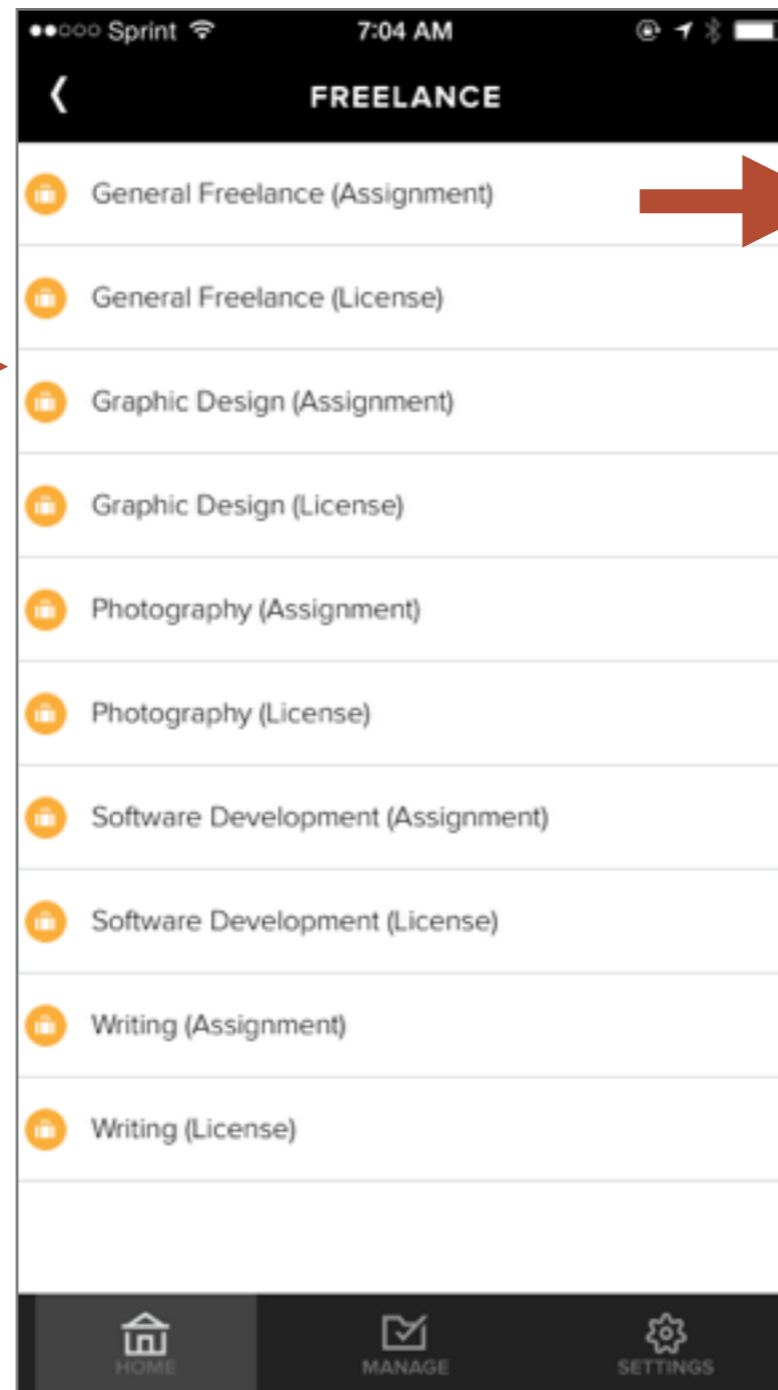 Sprint 7:04 AM
FREELANCE
General Freelance (Assignment)
General Freelance (License)
Graphic Design (Assignment)
Graphic Design (License)
Photography (Assignment)
Photography (License)
Software Development (Assignment)
Software Development (License)
Writing (Assignment)
Writing (License)
HOME MANAGE SETTINGS